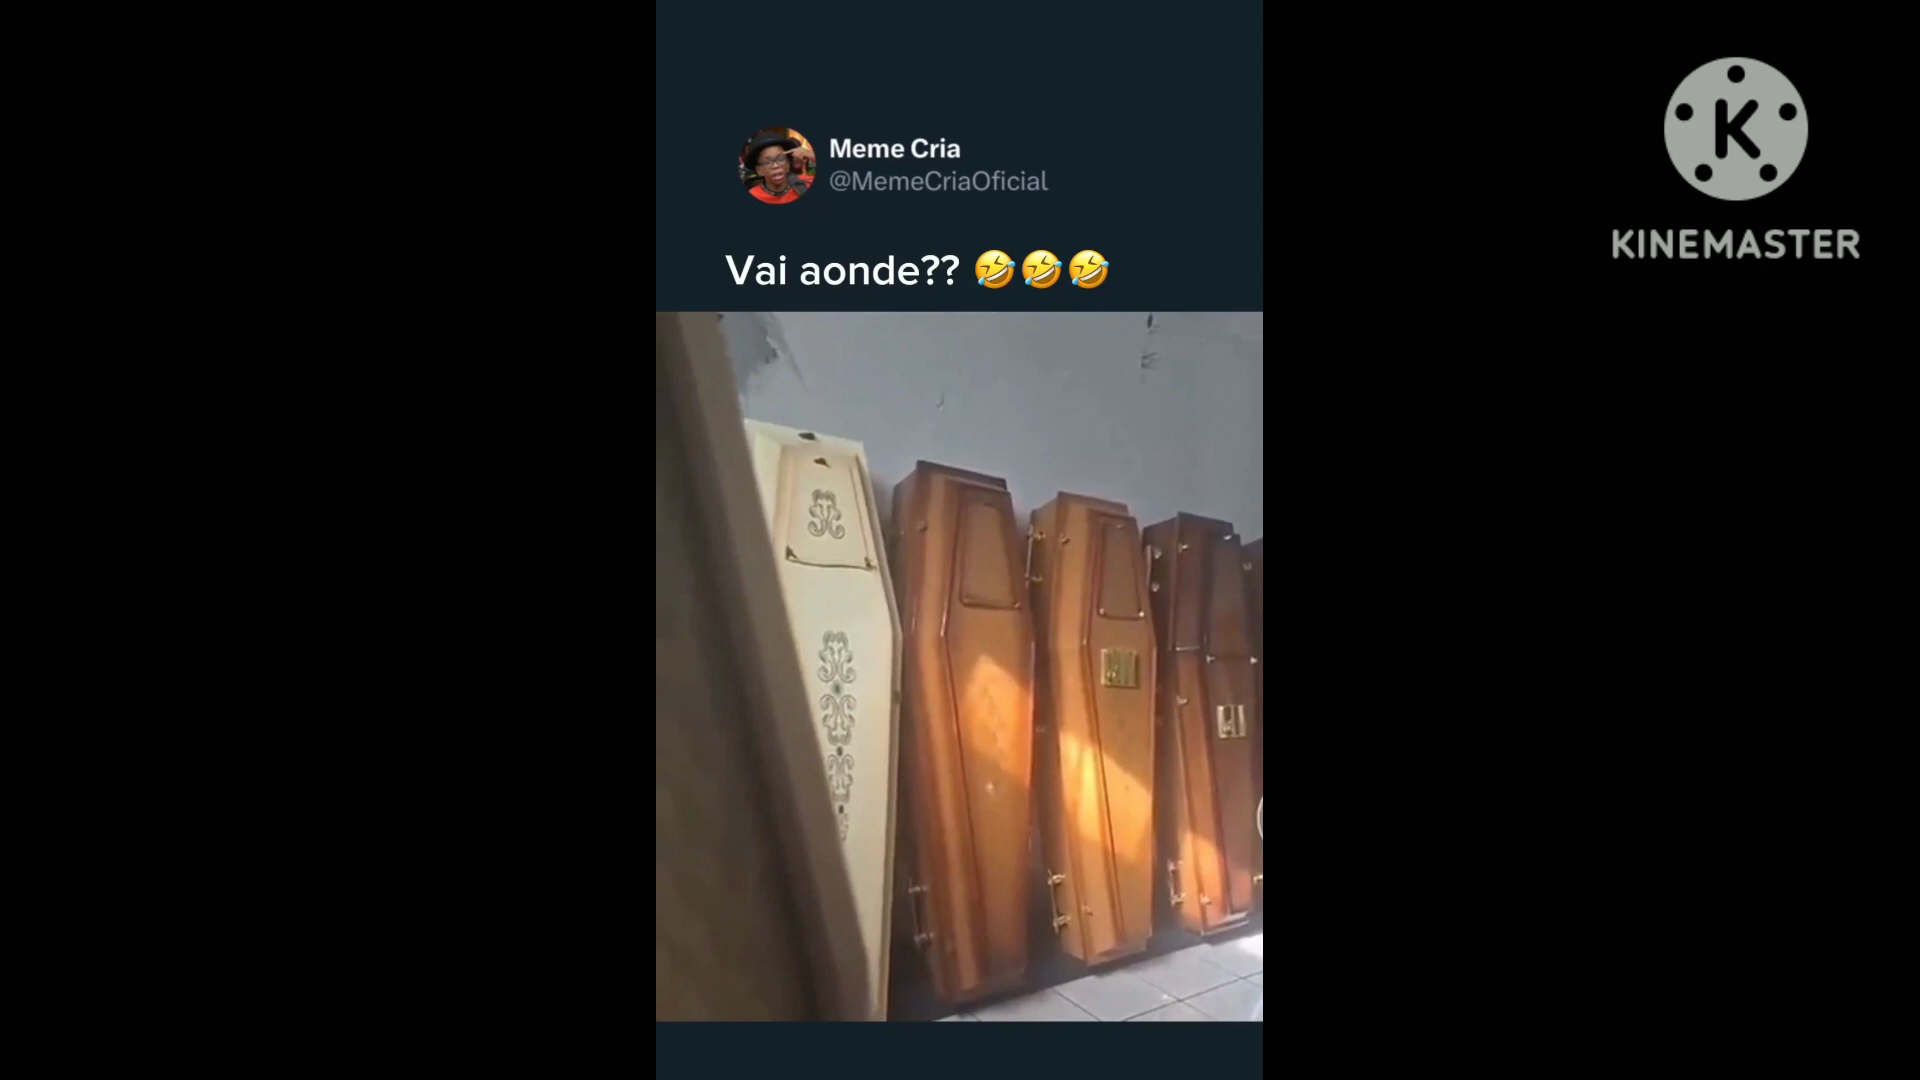 Meme Cria
@MemeCriaOficial
Vai aonde?? 🤣🤣🤣
K
KINEMASTER